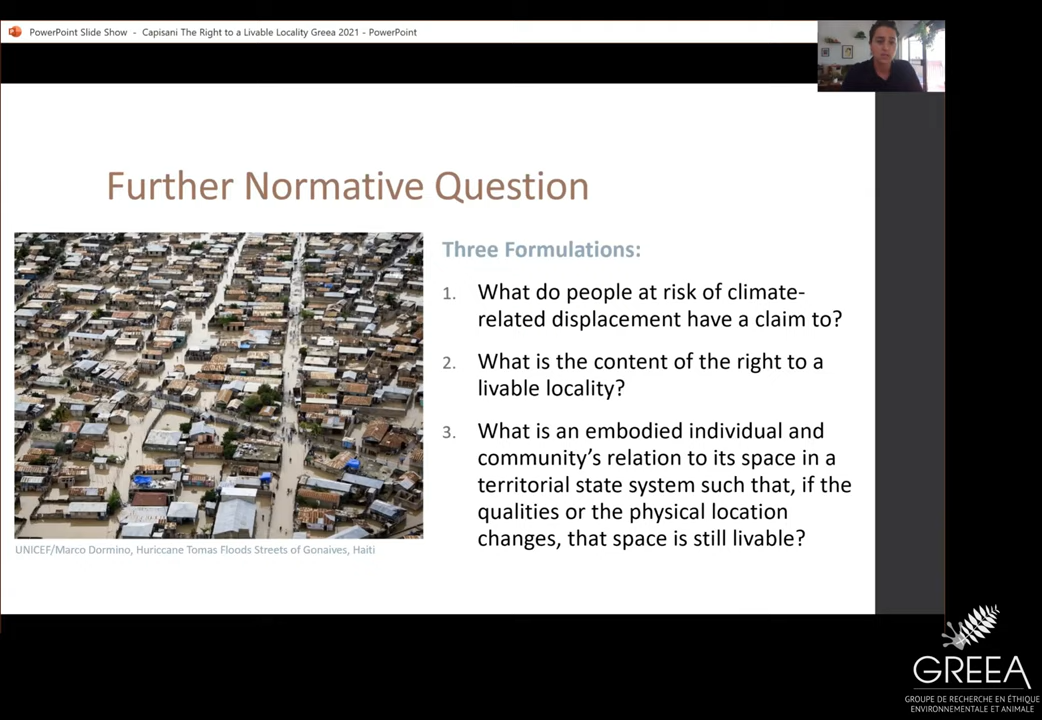 PowerPoint Slide Show - Capisani The Right to a Livable Locality Greea 2021 - PowerPoint
Further Normative Question
Three Formulations:
1. What do people at risk of climate-
related displacement have a claim to?
2. What is the content of the right to a
livable locality?
3. What is an embodied individual and
community's relation to its space in a
territorial state system such that, if the
qualities or the physical location
changes, that space is still livable?
UNICEF/Marco Dormino, Huriccane Tomas Floods Streets of Gonaives, Haiti
GREEA
GROUPE DE RECHERCHE EN ÉTHIQUE
ENVIRONNEMENTALE ET ANIMALE